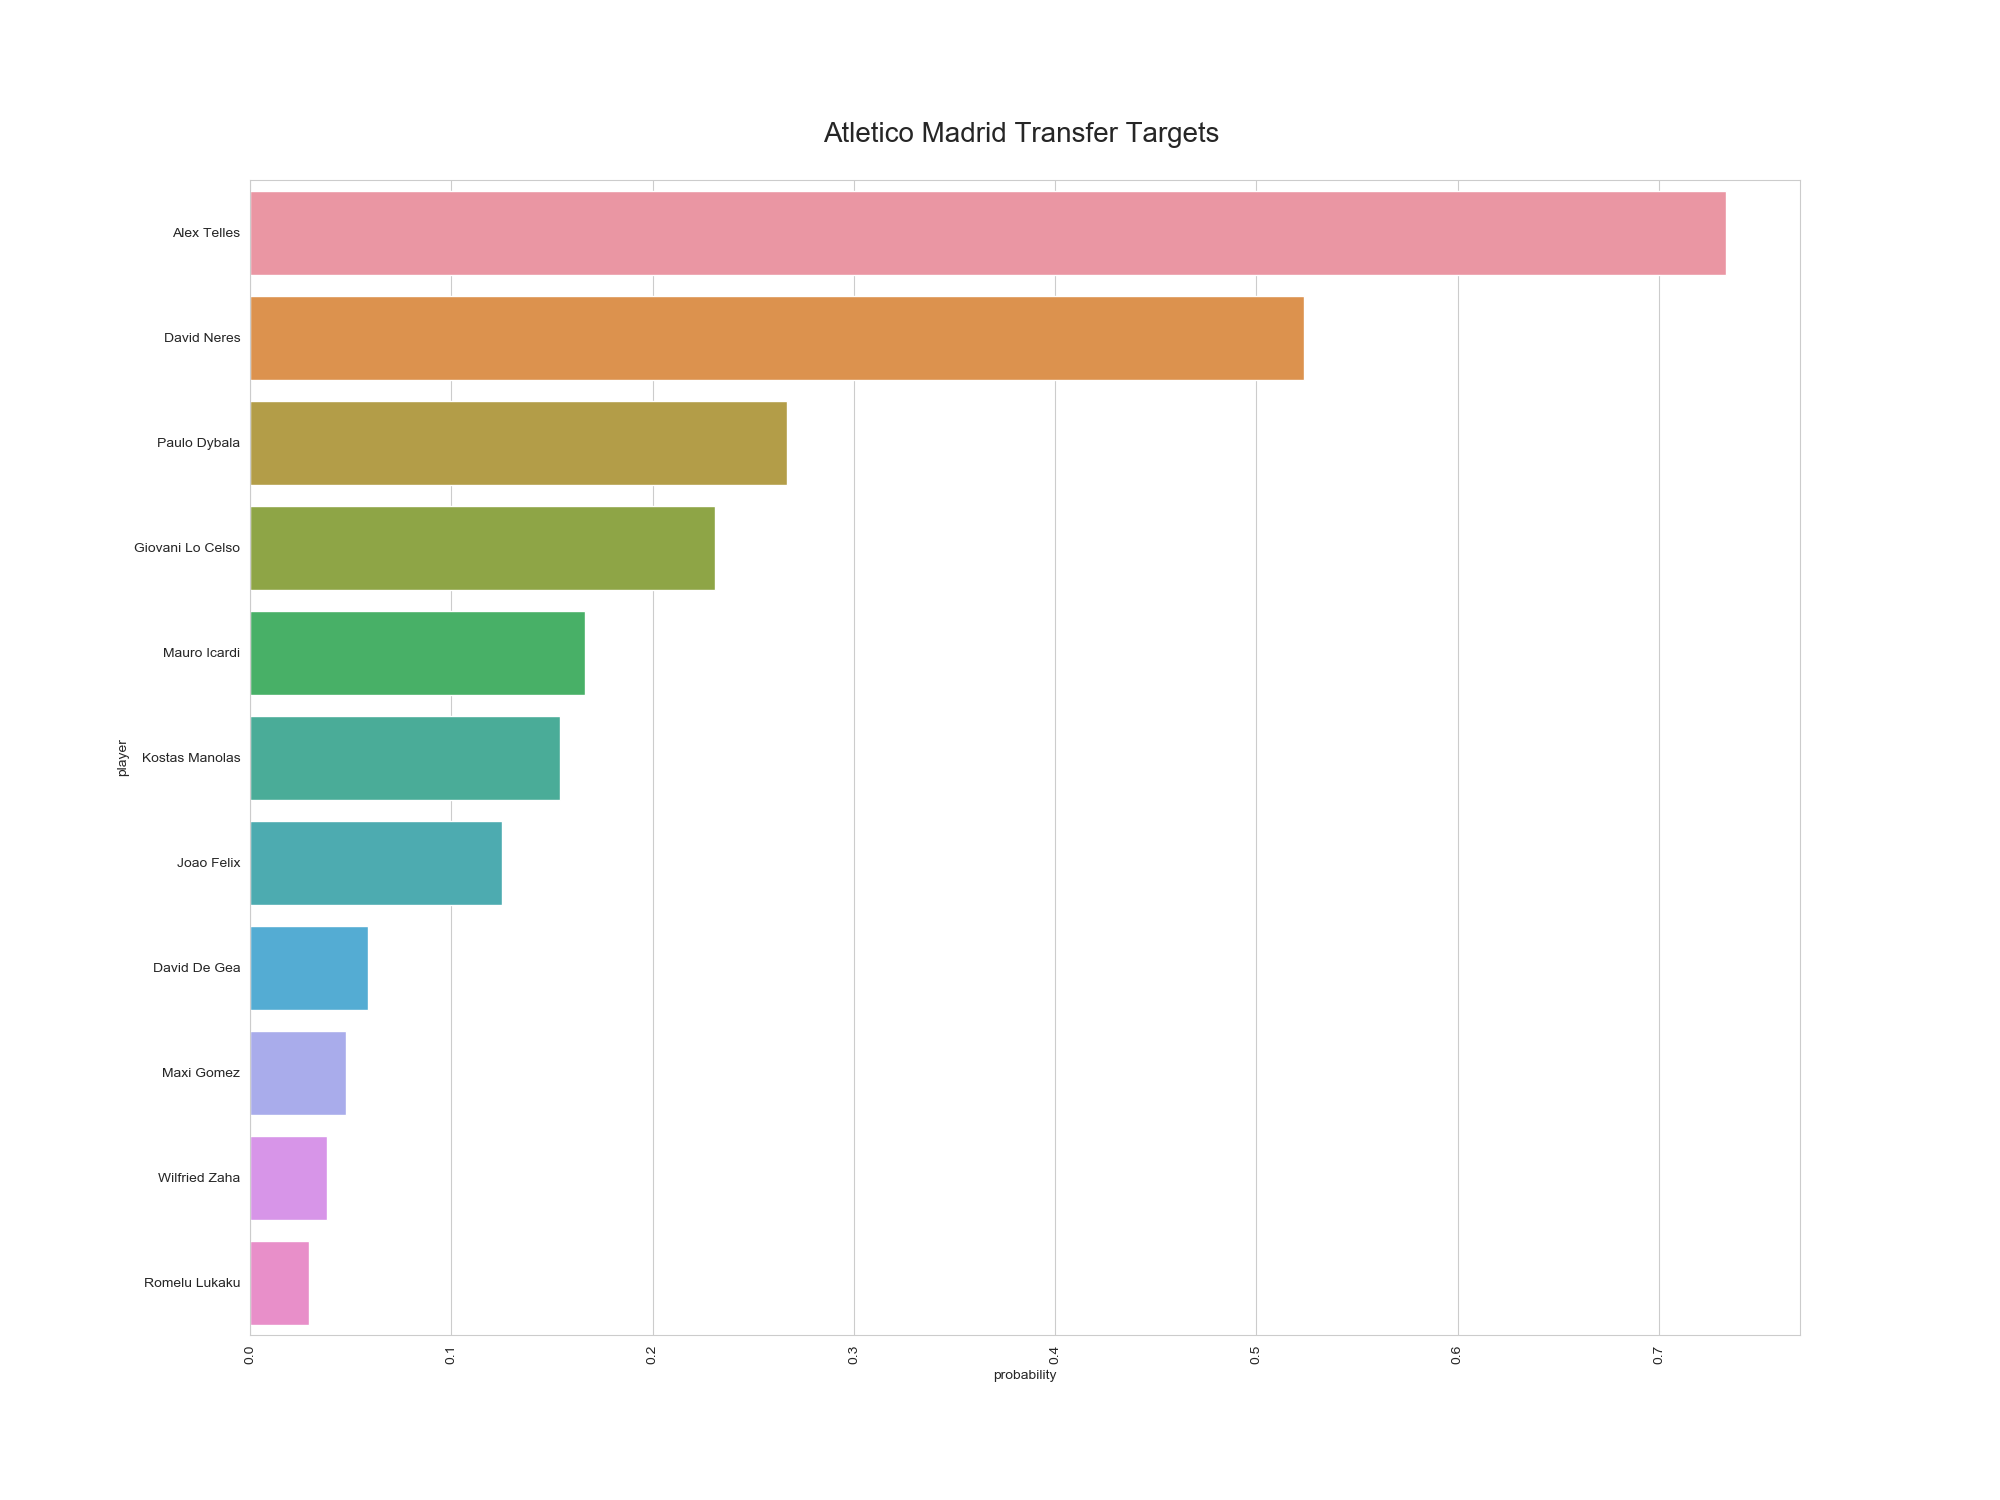 Atletico Madrid Transfer Targets
Alex Telles
David Neres
Paulo Dybala
Giovani Lo Celso
Mauro Icardi
Kostas Manolas
Joao Felix
David De Gea
Maxi Gomez
Wilfried Zaha
Romelu Lukaku
player
0.0
0.1
0.2
0.3
0.4
0.5
0.6
0.7
probability